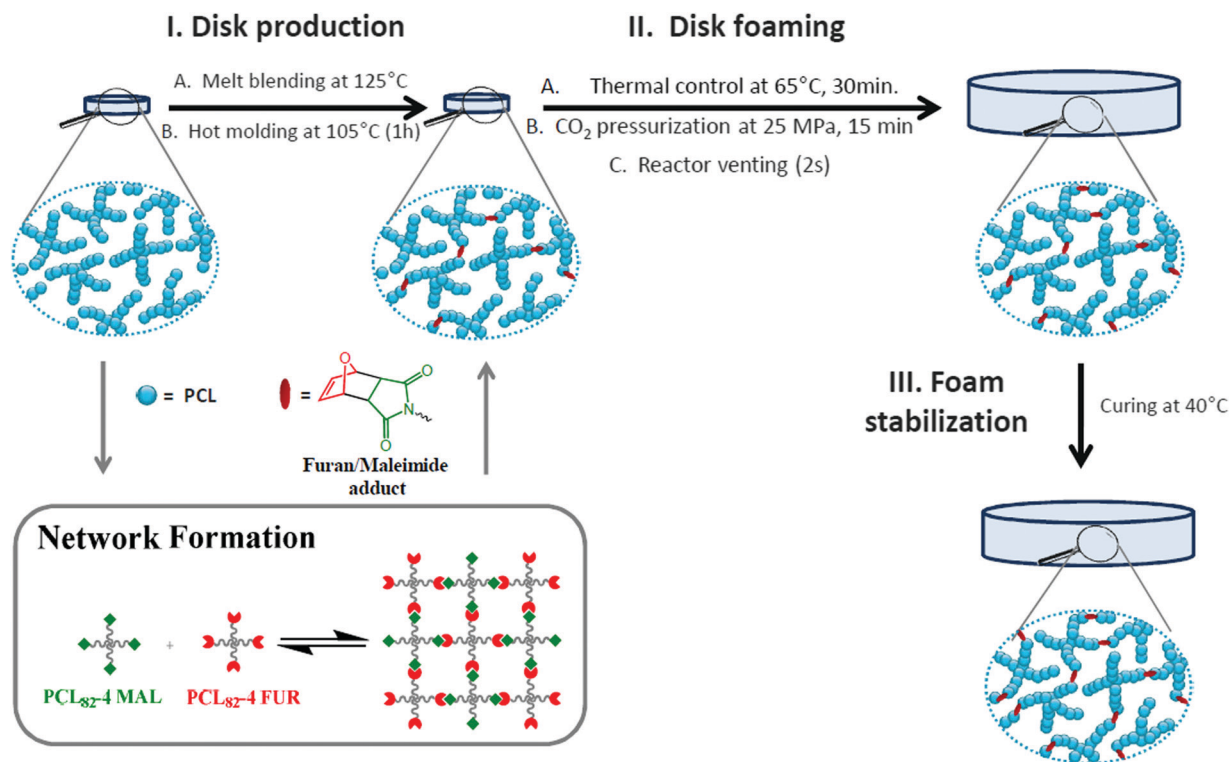 I. Disk production
A. Melt blending at 125°C
B. Hot molding at 105°C (1h)
II. Disk foaming
A. Thermal control at 65°C, 30min.
B. CO₂ pressurization at 25 MPa, 15 min
C. Reactor venting (2s)
= PCL
=
O
O
N
O
Furan/Maleimide
adduct
III. Foam
stabilization
Curing at 40°C
Network Formation
+
PCL₈₂-4 MAL
PCL₈₂-4 FUR